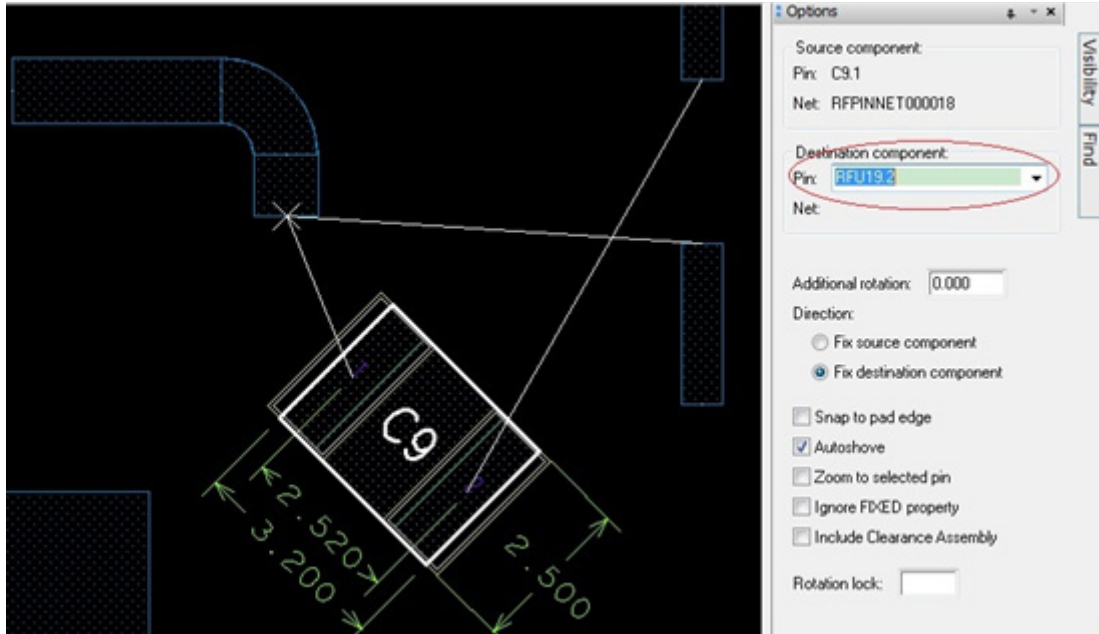 Options
Source component:
Pin: C9.1
Net: RFPINNET000018
Destination component:
Pin: RFU19.2
Net:
Additional rotation: 0.000
Direction:
Fix source component
Fix destination component
Snap to pad edge
Autoshove
Zoom to selected pin
Ignore FIXED property
Include Clearance Assembly
Rotation lock:
Visibility
Find
1
C9
2
2.520
3.200
2.500